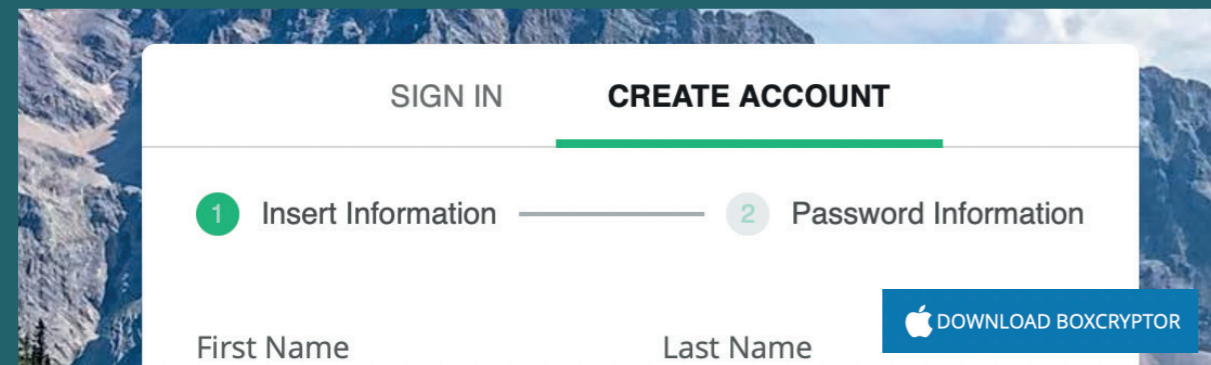 SIGN IN CREATE ACCOUNT
1 Insert Information 2 Password Information
First Name Last Name
DOWNLOAD BOXCRYPTOR